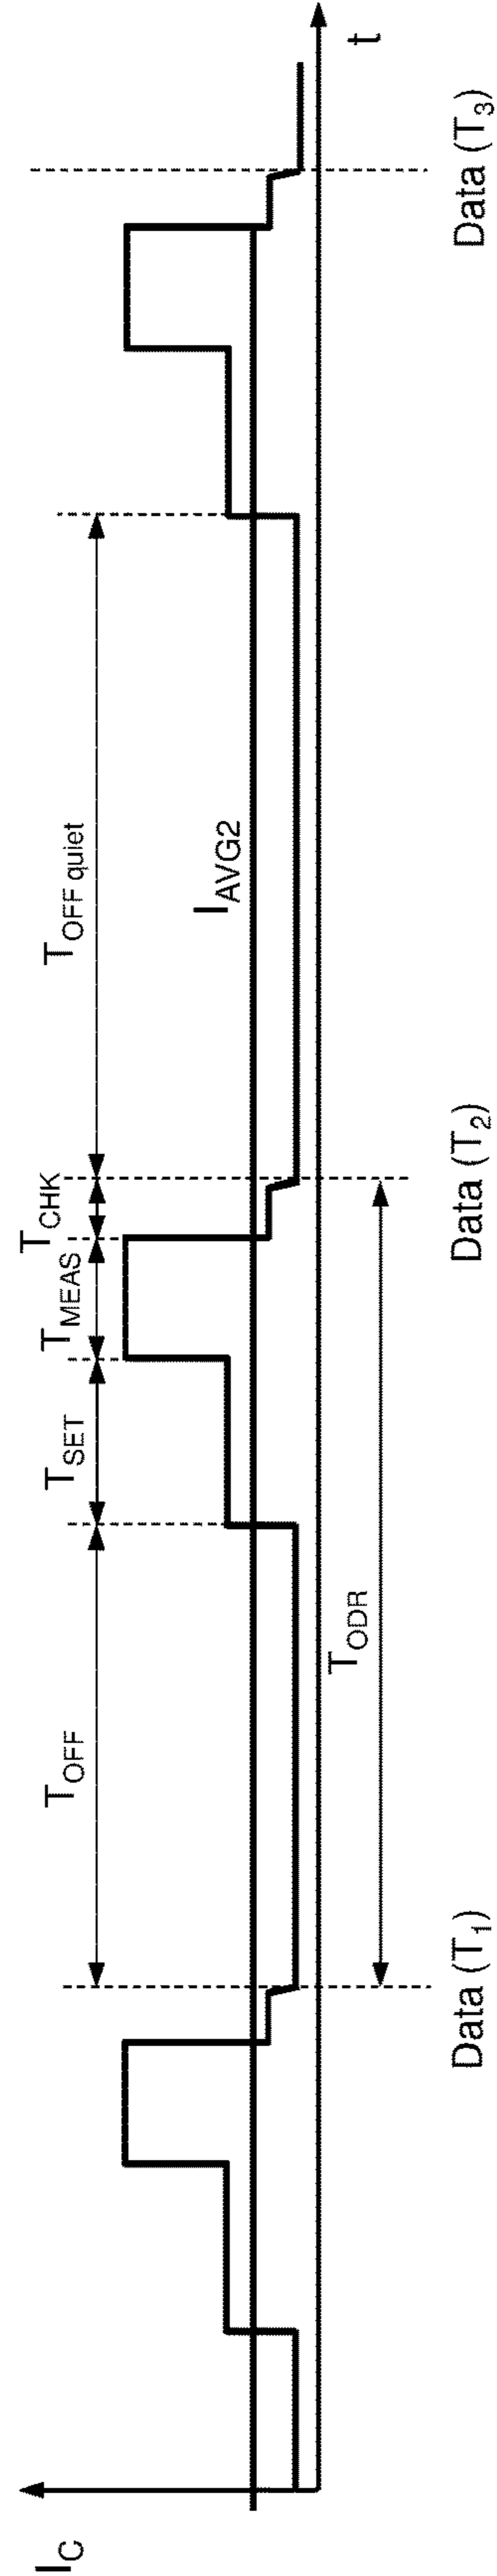 I_C
T_OFF
T_SET
T_MEAS
T_CHK
T_OFF quiet
I_AVG2
T_ODR
t
Data (T_1)
Data (T_2)
Data (T_3)